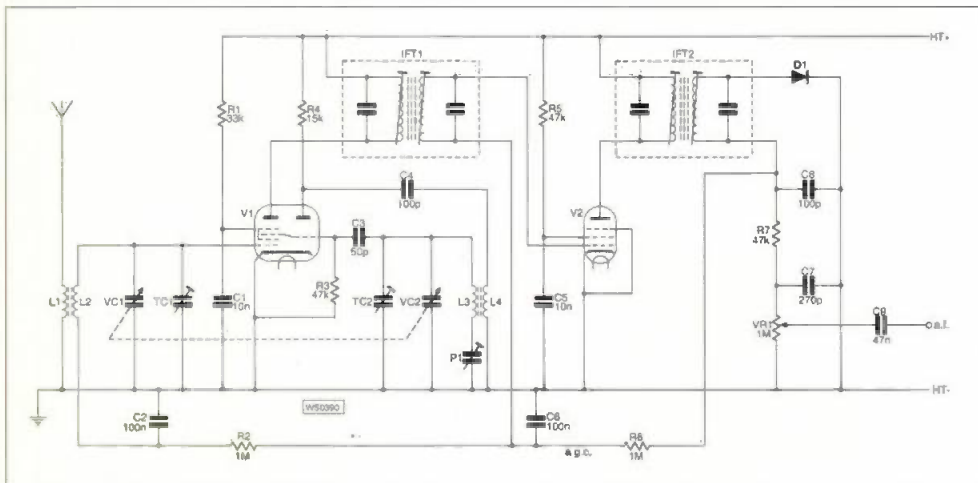 HT+
IFT1
IFT2
D1
R1
33k
R4
15k
R5
47k
C4
100p
C8
100p
V1
C3
50p
V2
R7
47k
L1
L2
VC1
TC1
C1
10n
R3
47k
TC2
VC2
L3
L4
C5
10n
C7
270p
VR1
1M
C9
47n
a.f.
P1
HT-
WS0390
C2
100n
R2
1M
C6
100n
a.g.c.
R6
1M